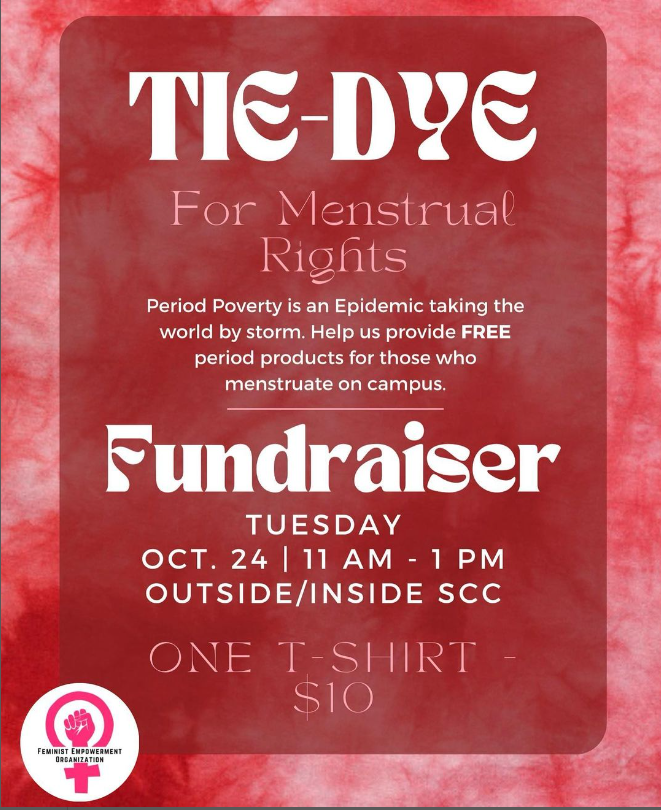 TIE-DYE
For Menstrual
Rights
Period Poverty is an Epidemic taking the
world by storm. Help us provide FREE
period products for those who
menstruate on campus.
Fundraiser
TUESDAY
OCT. 24 | 11 AM - 1 PM
OUTSIDE/INSIDE SCC
ONE T-SHIRT -
$10
FEMINIST EMPOWERMENT
ORGANIZATION